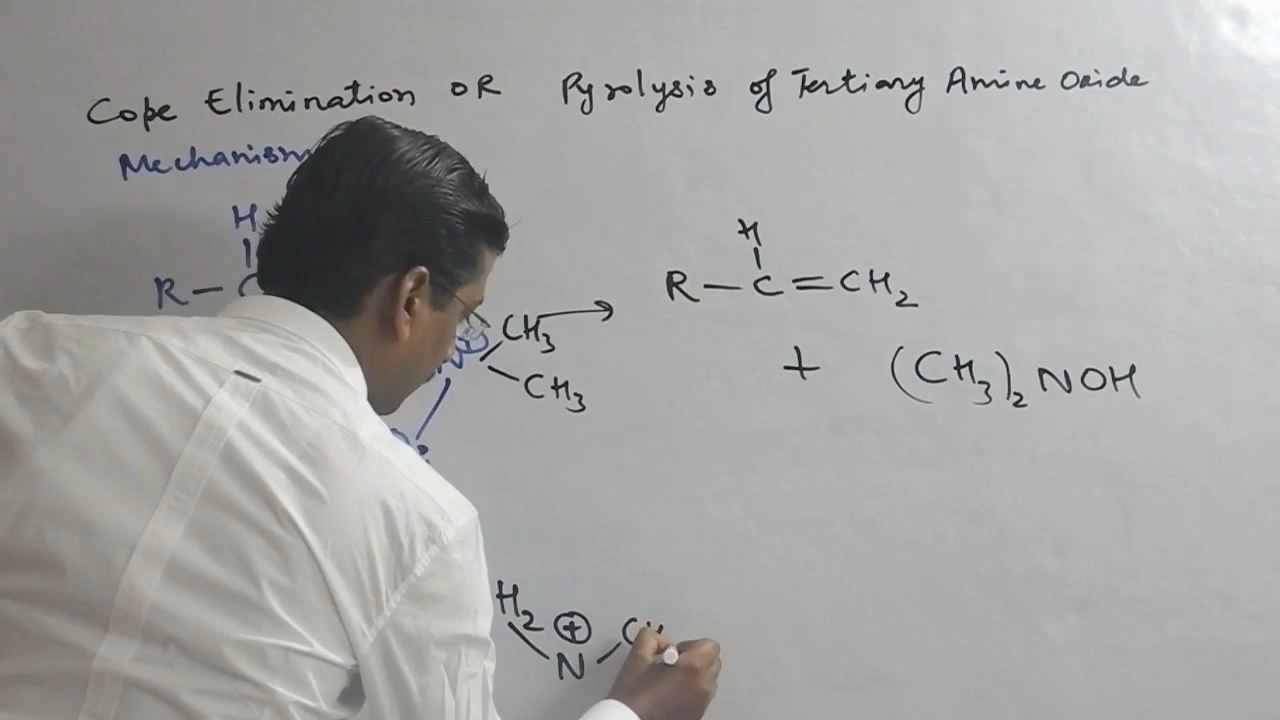 Cope Elimination OR Pyrolysis of Tertiary Amine Oxide
Mechanism
H
R — C
N ⊕ CH3
CH3
H
R — C = CH2
+ (CH3)2 NOH
H2 ⊕
N